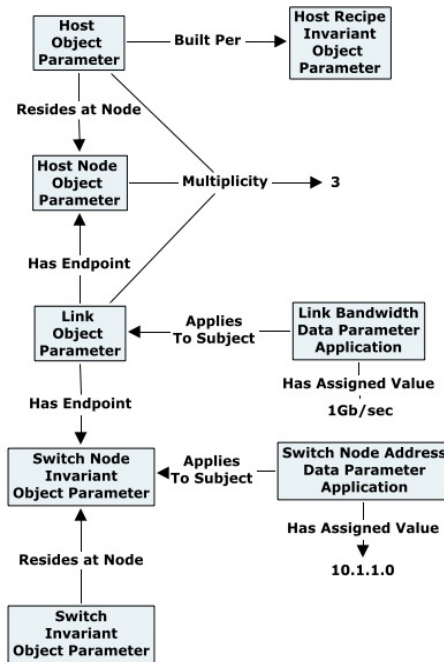 Host
Object
Parameter
Built Per
Host Recipe
Invariant
Object
Parameter
Resides at Node
Host Node
Object
Parameter
Multiplicity
3
Has Endpoint
Link
Object
Parameter
Applies
To Subject
Link Bandwidth
Data Parameter
Application
Has Assigned Value
1Gb/sec
Has Endpoint
Switch Node
Invariant
Object Parameter
Applies
To Subject
Switch Node Address
Data Parameter
Application
Has Assigned Value
10.1.1.0
Resides at Node
Switch
Invariant
Object Parameter